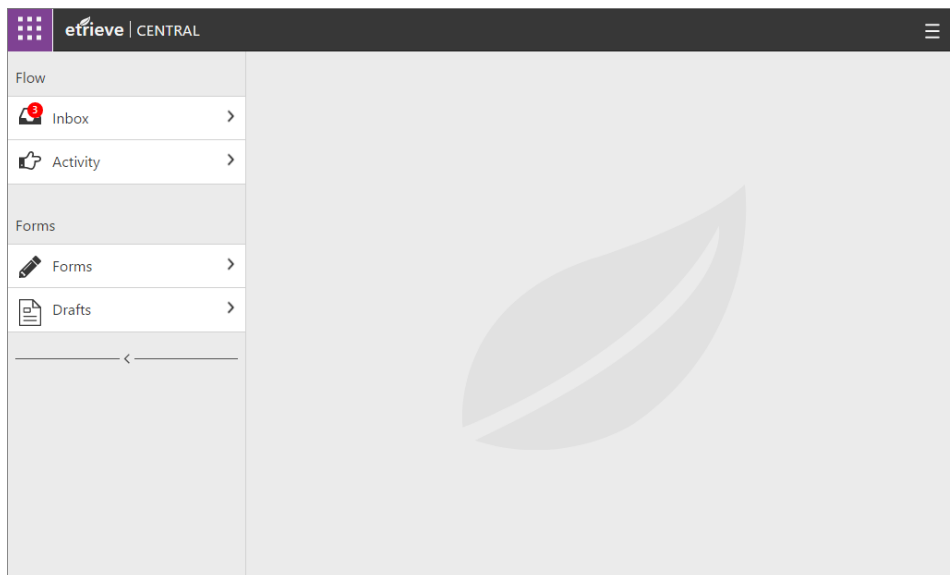 etrieve | CENTRAL
Flow
3
Inbox
Activity
Forms
Forms
Drafts